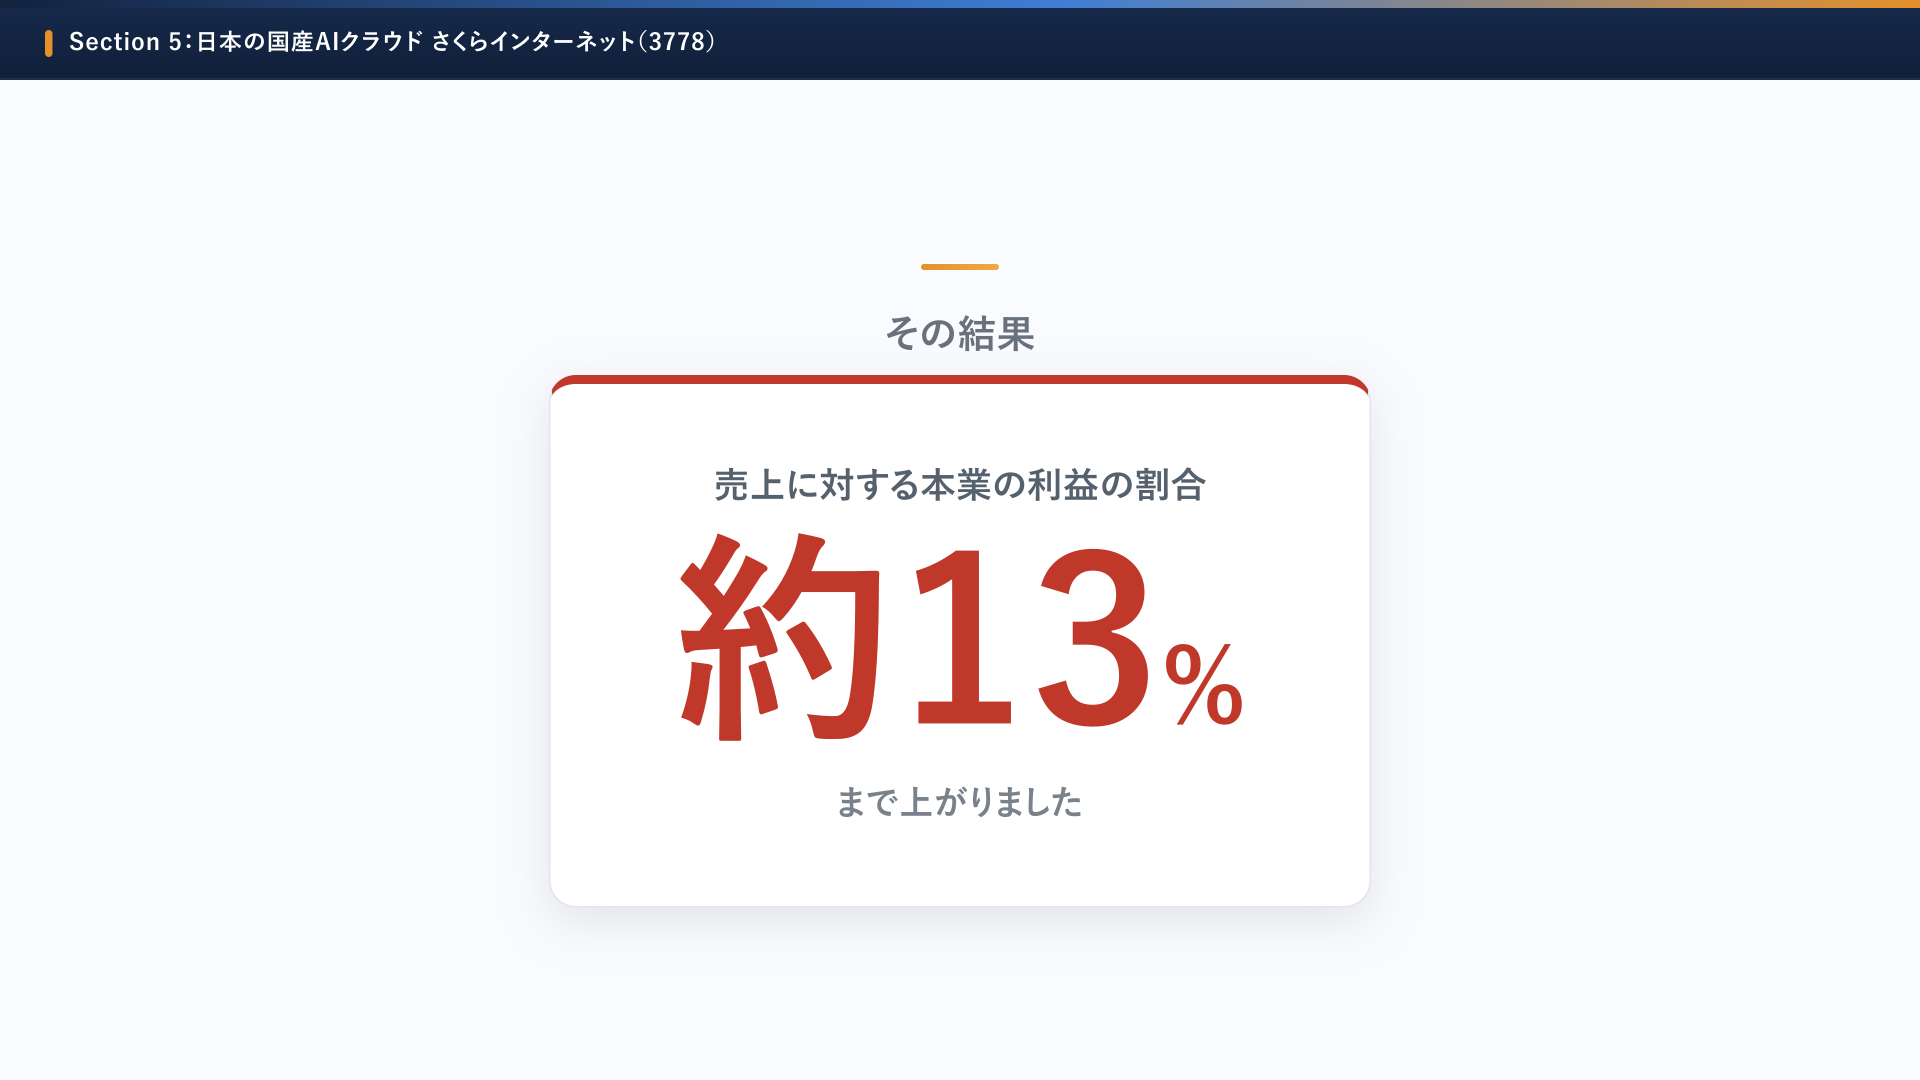 Section 5：日本の国産AIクラウド さくらインターネット（3778）
その結果
売上に対する本業の利益の割合
約13%
まで上がりました